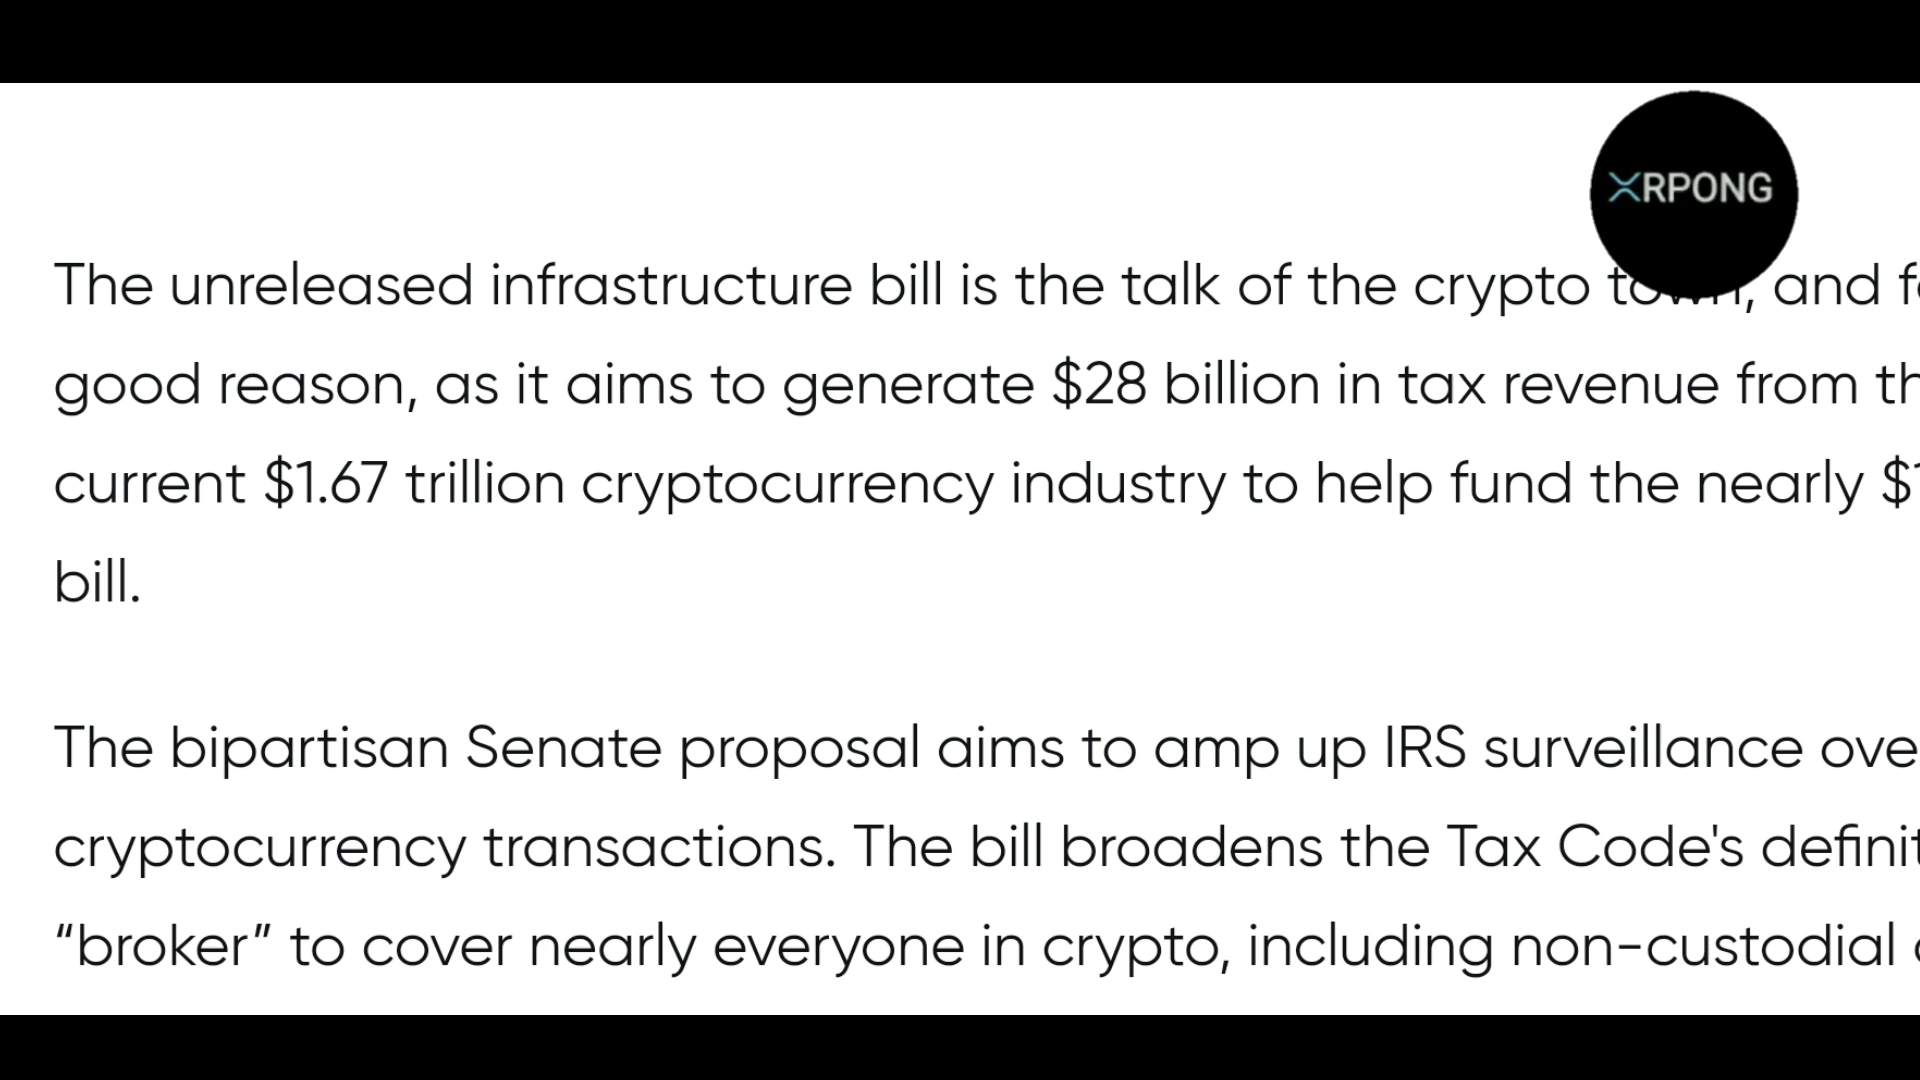 XRPONG
The unreleased infrastructure bill is the talk of the crypto town, and
good reason, as it aims to generate $28 billion in tax revenue from
current $1.67 trillion cryptocurrency industry to help fund the nearly
bill.
The bipartisan Senate proposal aims to amp up IRS surveillance
cryptocurrency transactions. The bill broadens the Tax Code's
“broker” to cover nearly everyone in crypto, including non-custodial